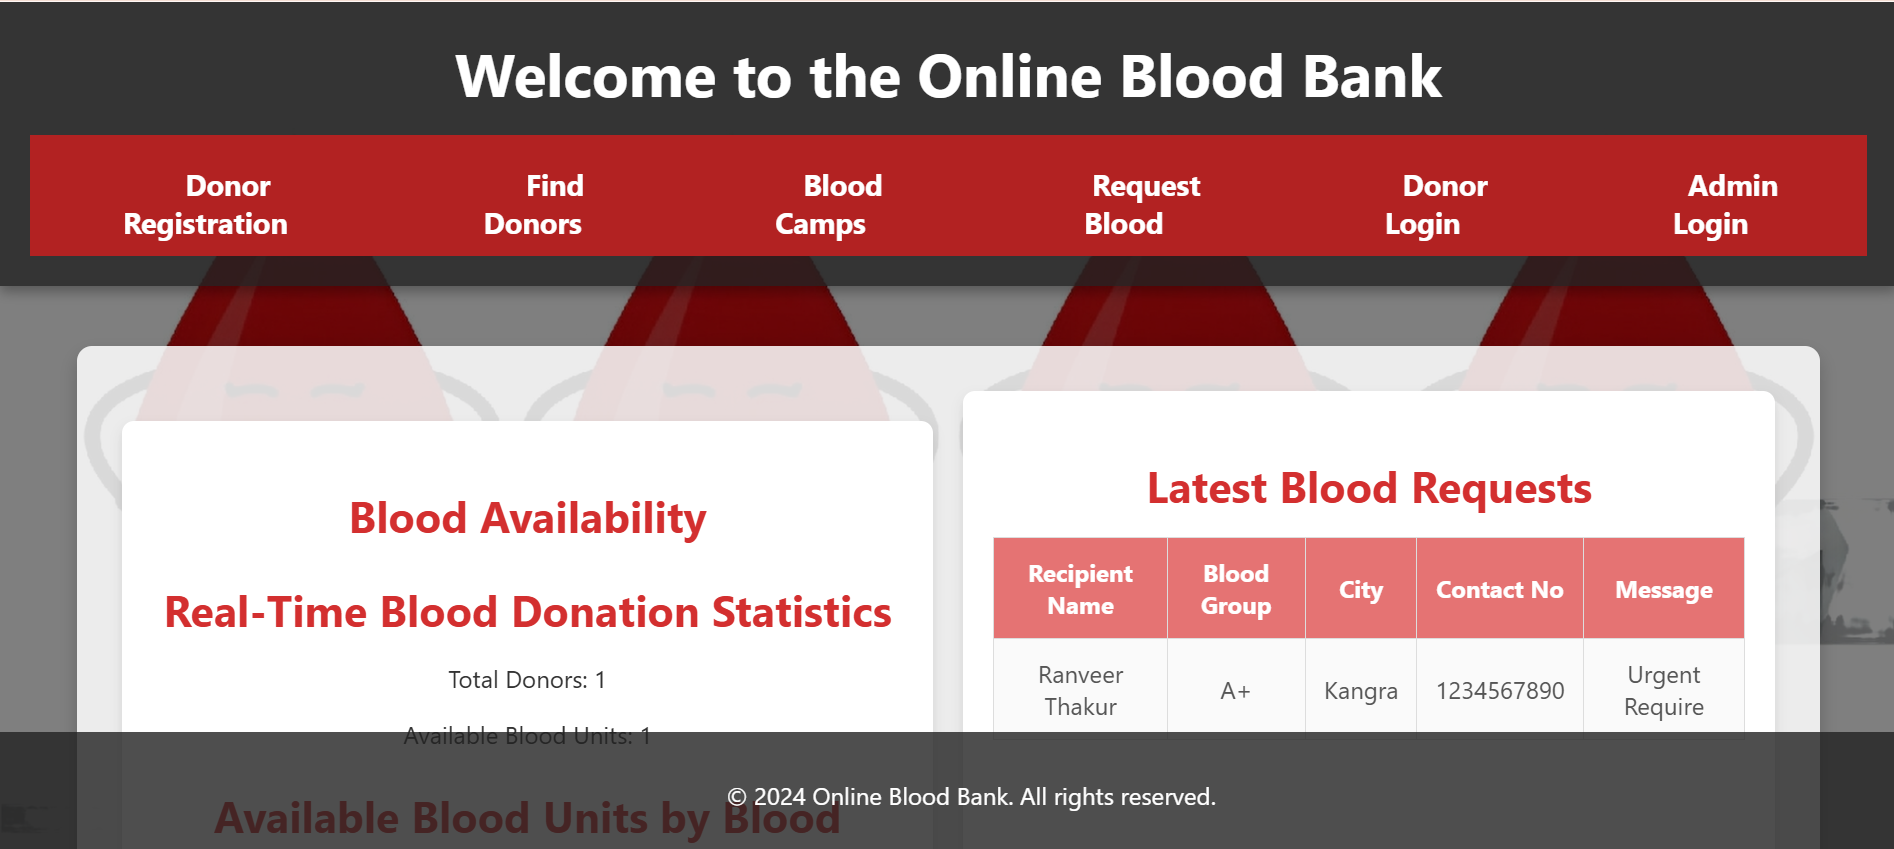 Welcome to the Online Blood Bank
Donor Registration
Find Donors
Blood Camps
Request Blood
Donor Login
Admin Login
Blood Availability
Real-Time Blood Donation Statistics
Total Donors: 1
Available Blood Units: 1
Available Blood Units by Blood
Latest Blood Requests
Recipient Name | Blood Group | City | Contact No | Message
Ranveer Thakur | A+ | Kangra | 1234567890 | Urgent Require
© 2024 Online Blood Bank. All rights reserved.